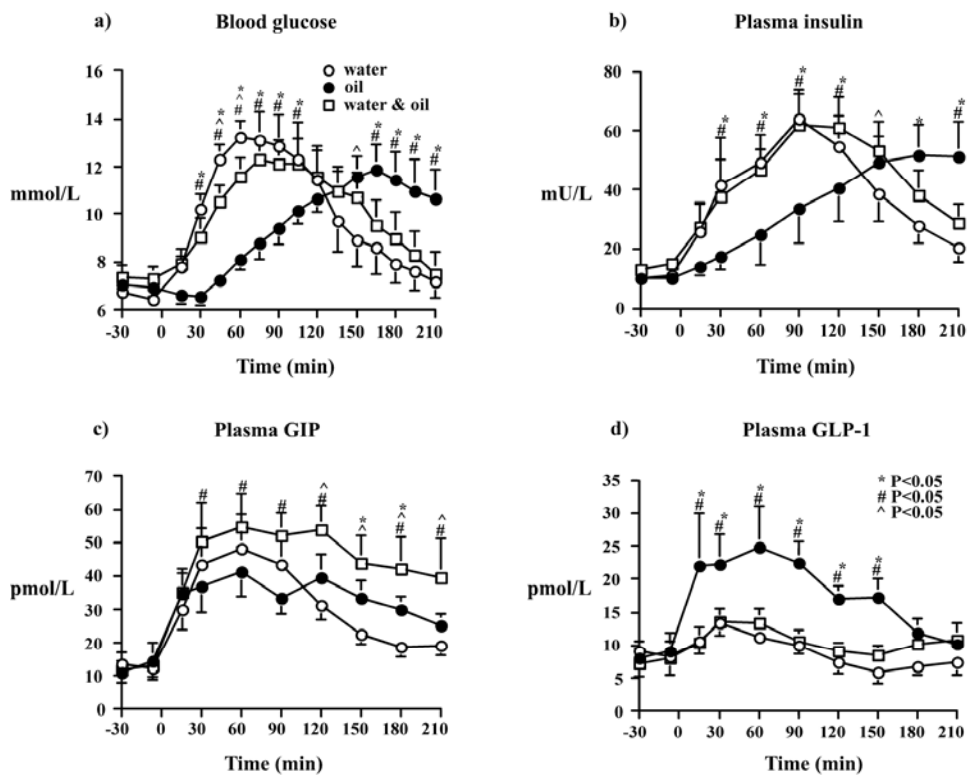 a) Blood glucose
16
14
12
10
8
6
mmol/L
water
oil
water & oil
* ^ # * ^ # * # * # * # * #
^ * # * # * # * #
-30 0 30 60 90 120 150 180 210
Time (min)
b) Plasma insulin
80
60
40
20
0
mU/L
* # * # * # * # ^ * * #
-30 0 30 60 90 120 150 180 210
Time (min)
c) Plasma GIP
70
60
50
40
30
20
10
0
pmol/L
# # # ^ # * ^ * ^ # ^ #
-30 0 30 60 90 120 150 180 210
Time (min)
d) Plasma GLP-1
35
30
25
20
15
10
5
0
pmol/L
* P<0.05
# P<0.05
^ P<0.05
* # * # * # * # * # * #
-30 0 30 60 90 120 150 180 210
Time (min)